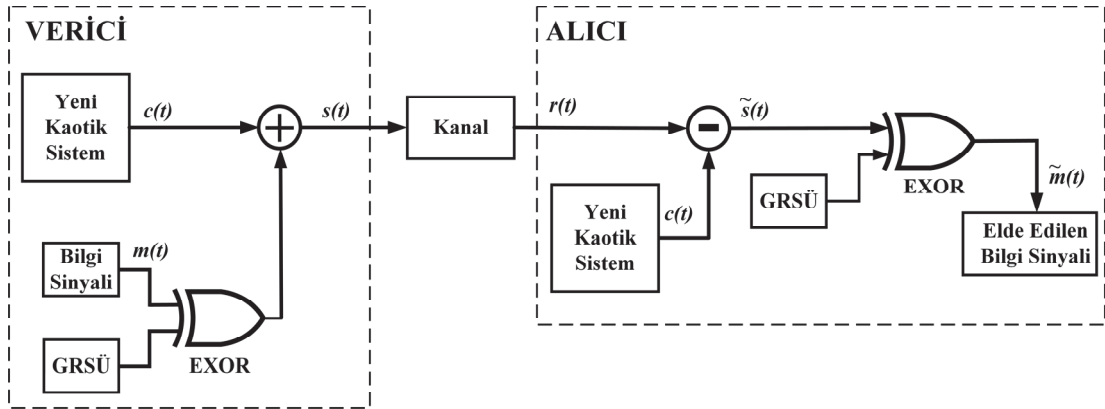 VERİCİ
Yeni
Kaotik
Sistem
c(t)
s(t)
Bilgi
Sinyali
m(t)
GRSÜ
EXOR
Kanal
ALICI
r(t)
s̃(t)
Yeni
Kaotik
Sistem
c(t)
GRSÜ
EXOR
m̃(t)
Elde Edilen
Bilgi Sinyali